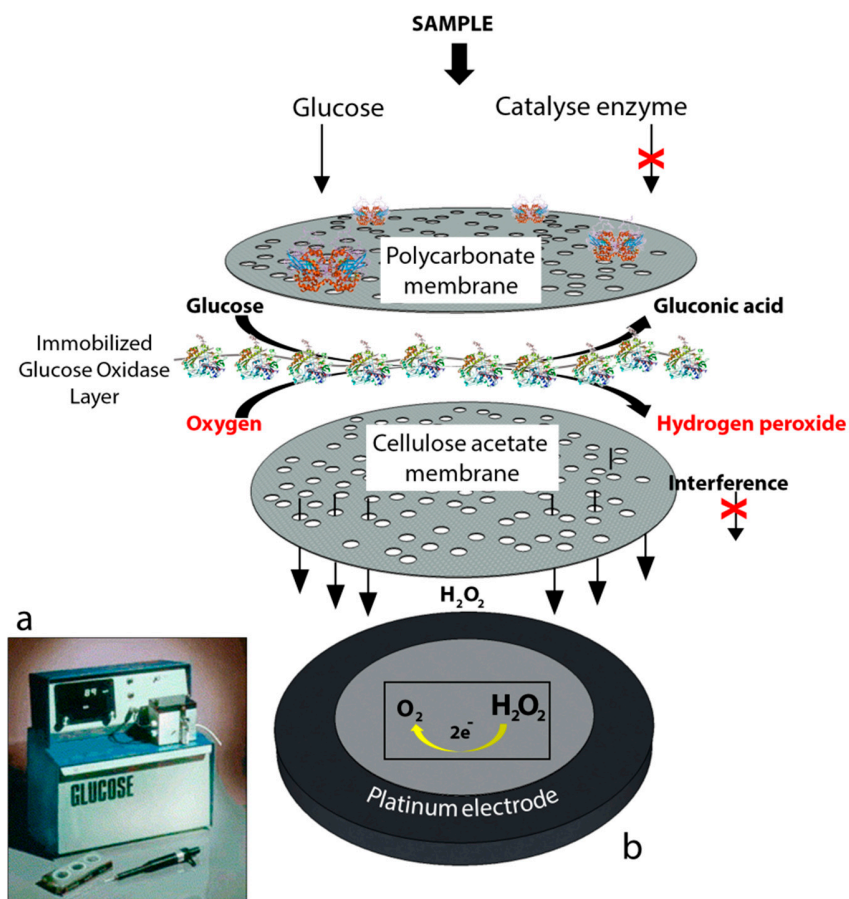 SAMPLE
Glucose
Catalyse enzyme
Polycarbonate
membrane
Glucose
Gluconic acid
Immobilized
Glucose Oxidase
Layer
Oxygen
Hydrogen peroxide
Cellulose acetate
membrane
Interference
H₂O₂
a
GLUCOSE
O₂
H₂O₂
2e⁻
Platinum electrode
b